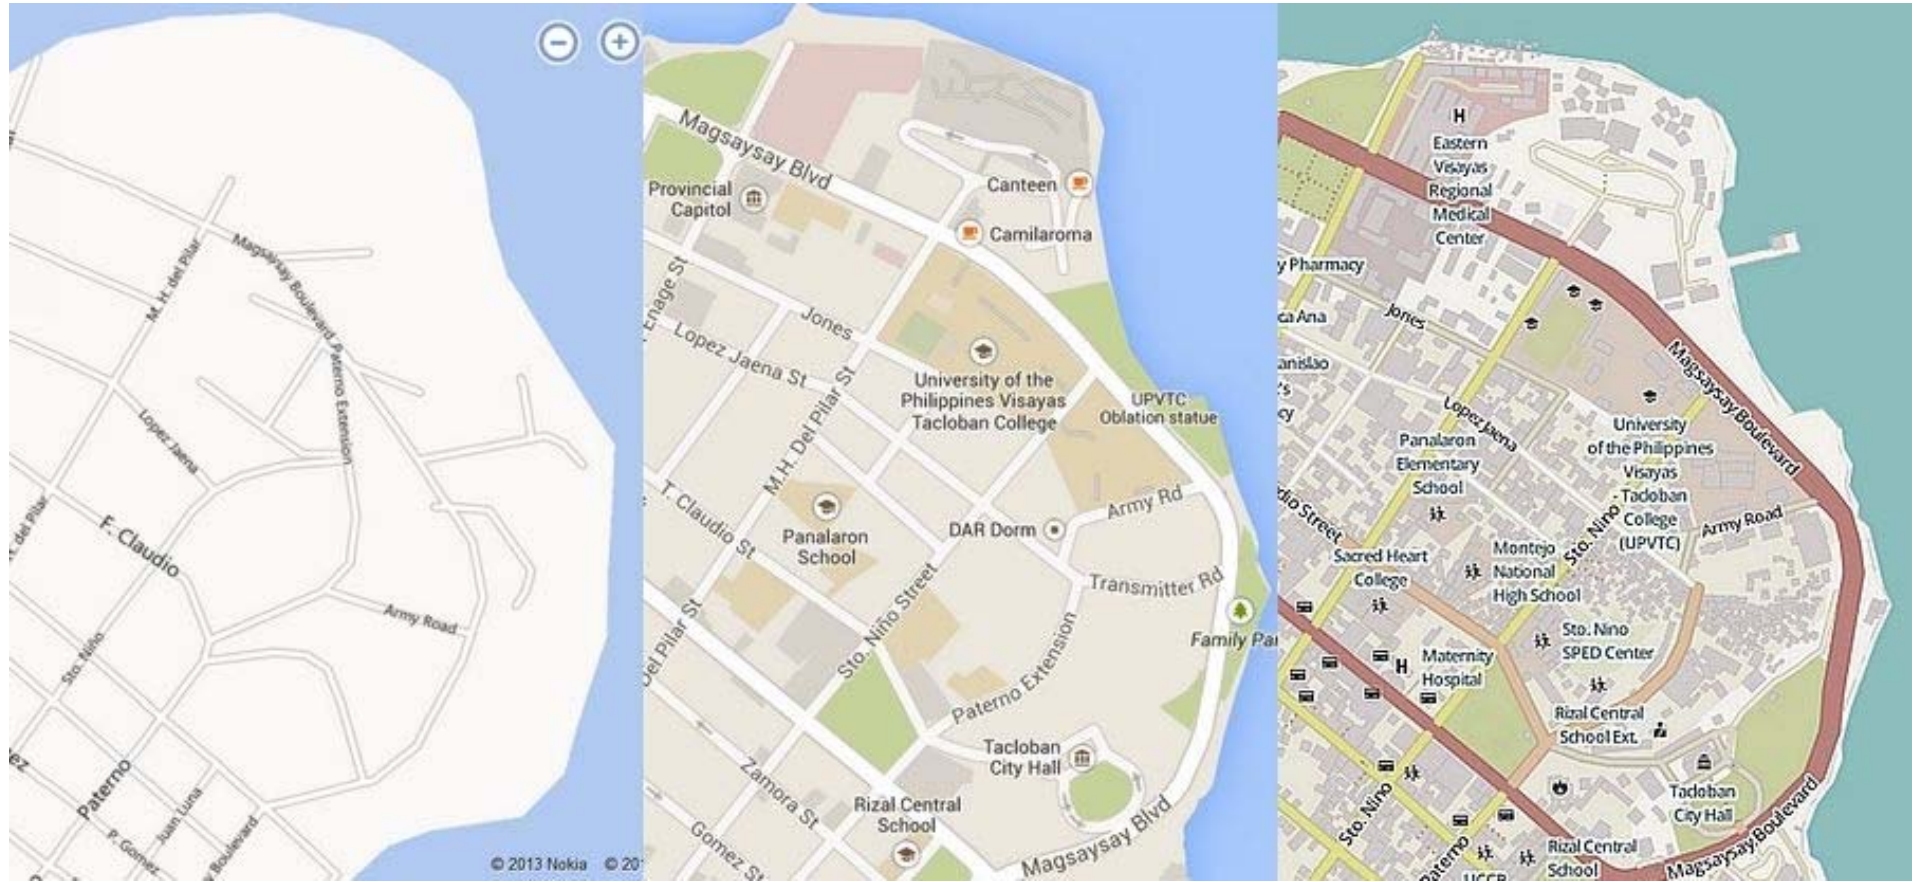 M. H. del Pilar
Magsaysay Boulevard
Paterno Extension
Lopez Jaena
F. Claudio
Army Road
Sto. Niño
Paterno
Juan Luna
P. Gomez
Boulevard
© 2013 Nokia
Magsaysay Blvd
Provincial
Capitol
Canteen
Camilaroma
Enage St
Jones
Lopez Jaena St
University of the
Philippines Visayas
Tacloban College
UPVTC
Oblation statue
M.H. Del Pilar St
T. Claudio St
Panalaron
School
DAR Dorm
Army Rd
Transmitter Rd
Sto. Niño Street
Del Pilar St
Paterno Extension
Family
Tacloban
City Hall
Zamora St
Rizal Central
School
Gomez St
Magsaysay Blvd
H
Eastern
Visayas
Regional
Medical
Center
y Pharmacy
Ana
Jones
Magsaysay Boulevard
Lopez Jaena
Panalaron
Elementary
School
University
of the Philippines
Visayas
Tacloban
College
(UPVTC)
Army Road
Street
Sto. Nino
Sacred Heart
College
Montejo
National
High School
Sto. Nino
SPED Center
H
Maternity
Hospital
Rizal Central
School Ext.
Tacloban
City Hall
Sto. Nino
Paterno
Rizal Central
School
Magsaysay Boulevard